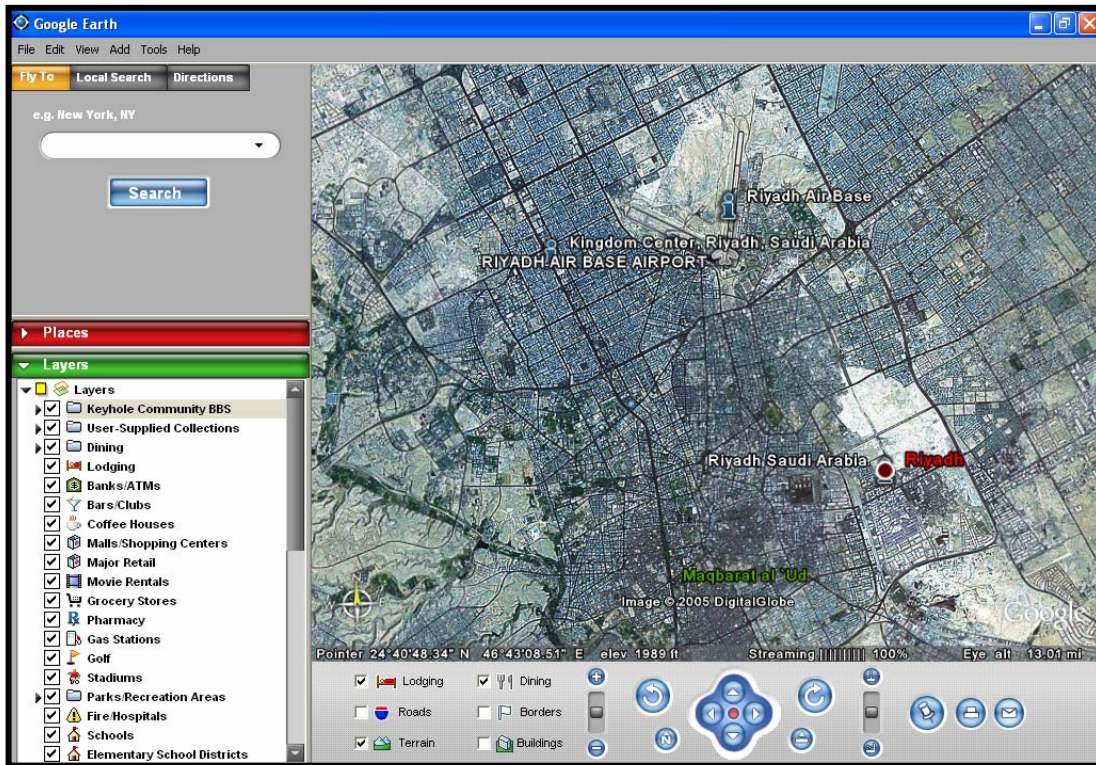 Google Earth
File Edit View Add Tools Help
Fly To Local Search Directions
e.g. New York, NY
Search
Places
Layers
Layers
Keyhole Community BBS
User-Supplied Collections
Dining
Lodging
Banks/ATMs
Bars/Clubs
Coffee Houses
Malls/Shopping Centers
Major Retail
Movie Rentals
Grocery Stores
Pharmacy
Gas Stations
Golf
Stadiums
Parks/Recreation Areas
Fire/Hospitals
Schools
Elementary School Districts
Riyadh Air Base
Kingdom Center, Riyadh, Saudi Arabia
RIYADH AIR BASE AIRPORT
Riyadh Saudi Arabia Riyadh
Maqbarat al 'Ud
Image © 2005 DigitalGlobe
Google
Pointer 24°40'48.34" N 46°43'08.51" E elev 1989 ft Streaming |||||||||| 100% Eye alt 13.01 mi
Lodging Dining
Roads Borders
Terrain Buildings
N